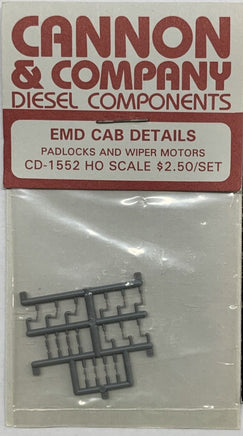 CANNON
& COMPANY
DIESEL COMPONENTS
EMD CAB DETAILS
PADLOCKS AND WIPER MOTORS
CD-1552 HO SCALE $2.50/SET